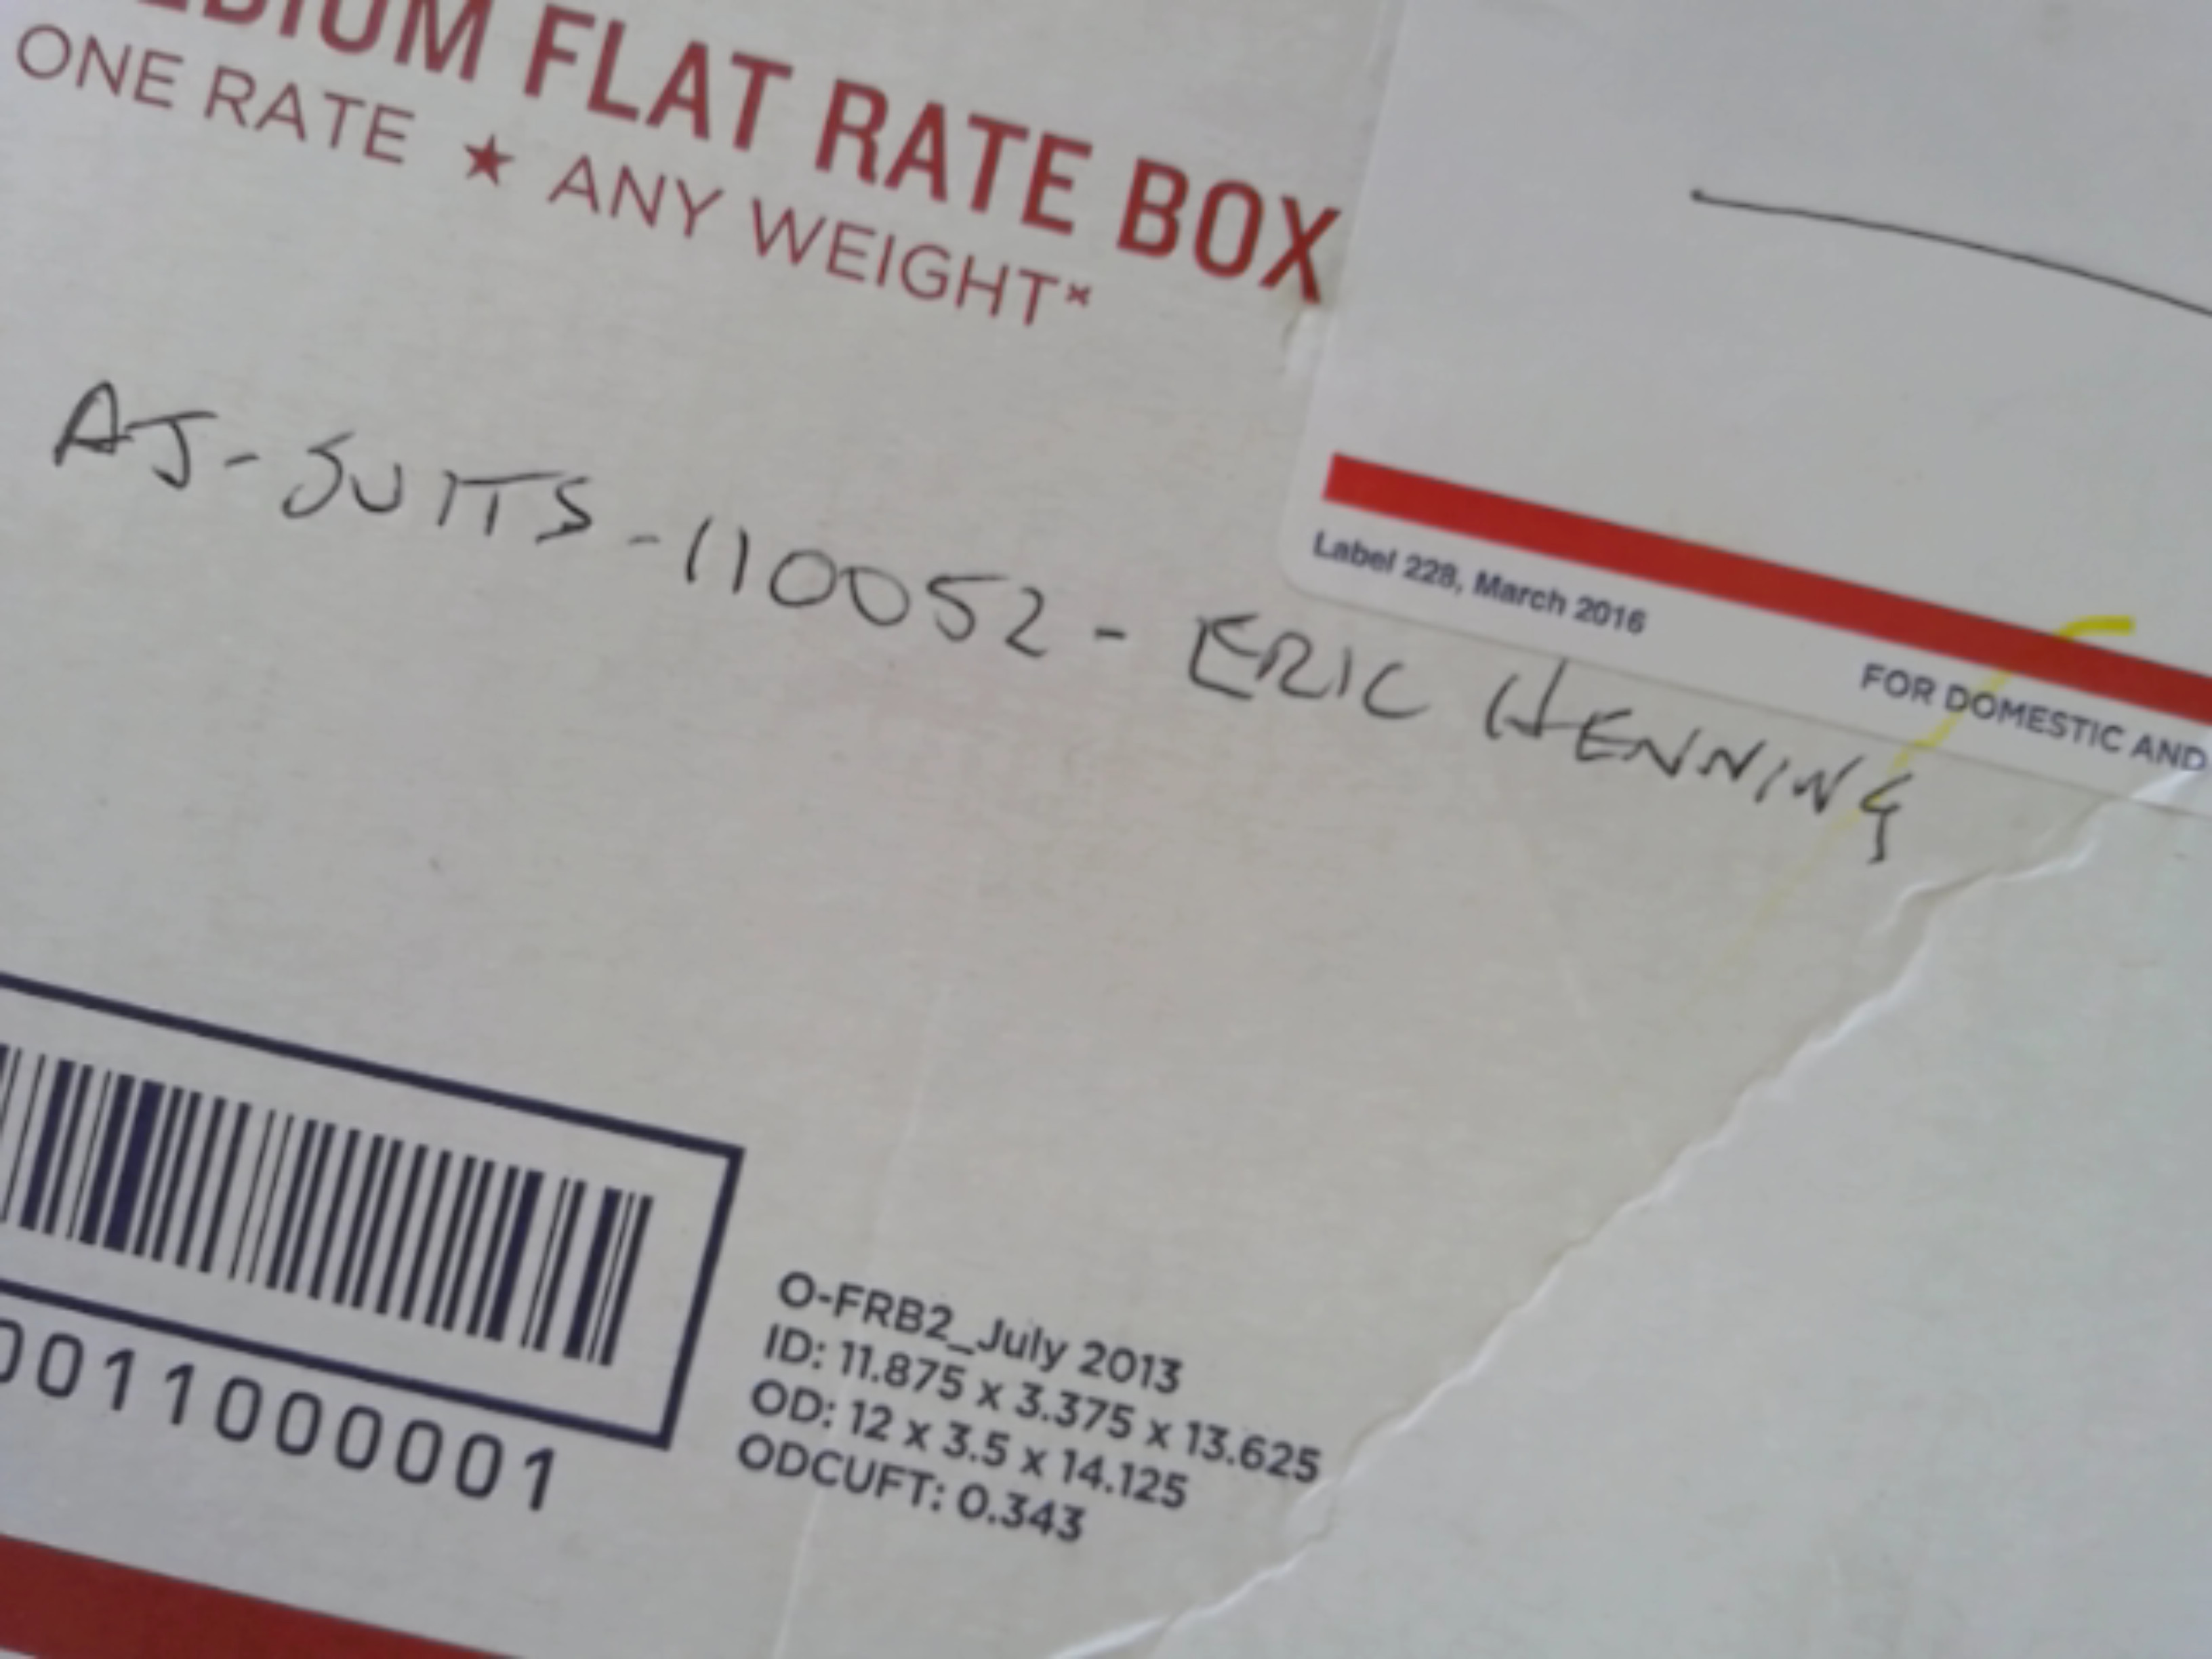 MEDIUM FLAT RATE BOX
ONE RATE ★ ANY WEIGHT*
AJ-SUITS-110052-ERIC HENNING
Label 228, March 2016
FOR DOMESTIC AND
001100001
O-FRB2_July 2013
ID: 11.875 x 3.375 x 13.625
OD: 12 x 3.5 x 14.125
ODCUFT: 0.343